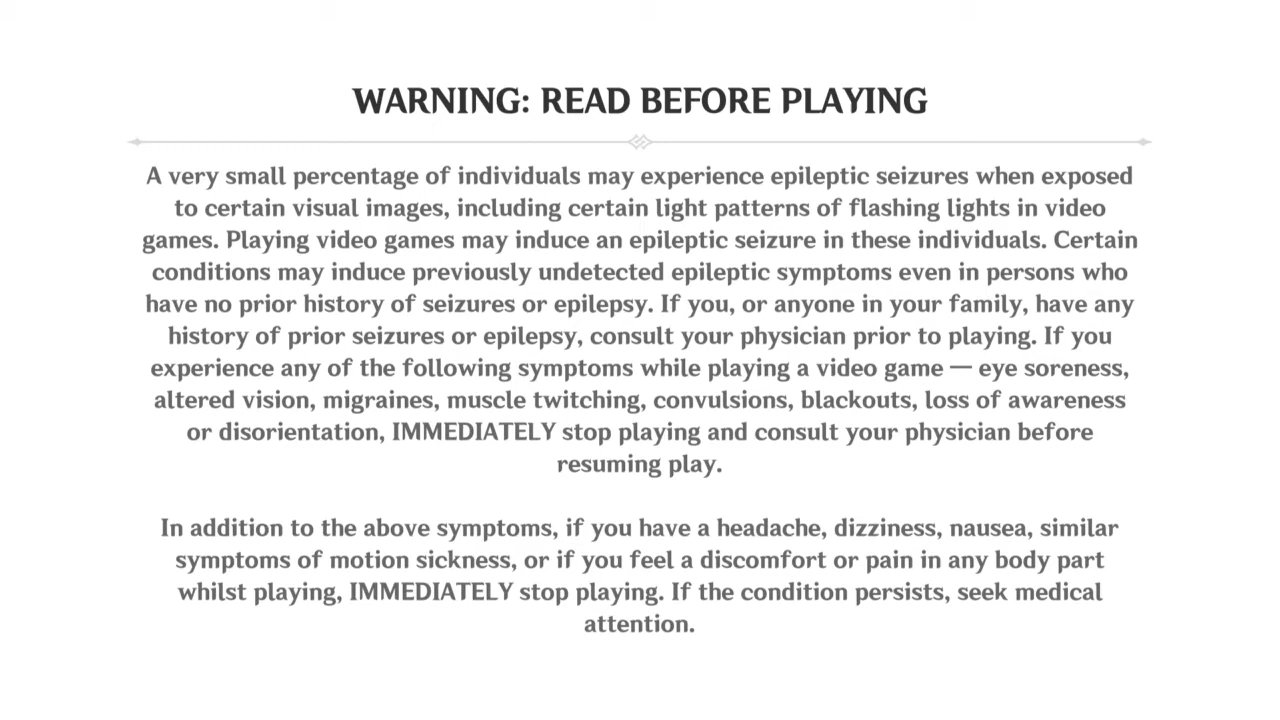 WARNING: READ BEFORE PLAYING
A very small percentage of individuals may experience epileptic seizures when exposed
to certain visual images, including certain light patterns of flashing lights in video
games. Playing video games may induce an epileptic seizure in these individuals. Certain
conditions may induce previously undetected epileptic symptoms even in persons who
have no prior history of seizures or epilepsy. If you, or anyone in your family, have any
history of prior seizures or epilepsy, consult your physician prior to playing. If you
experience any of the following symptoms while playing a video game — eye soreness,
altered vision, migraines, muscle twitching, convulsions, blackouts, loss of awareness
or disorientation, IMMEDIATELY stop playing and consult your physician before
resuming play.
In addition to the above symptoms, if you have a headache, dizziness, nausea, similar
symptoms of motion sickness, or if you feel a discomfort or pain in any body part
whilst playing, IMMEDIATELY stop playing. If the condition persists, seek medical
attention.